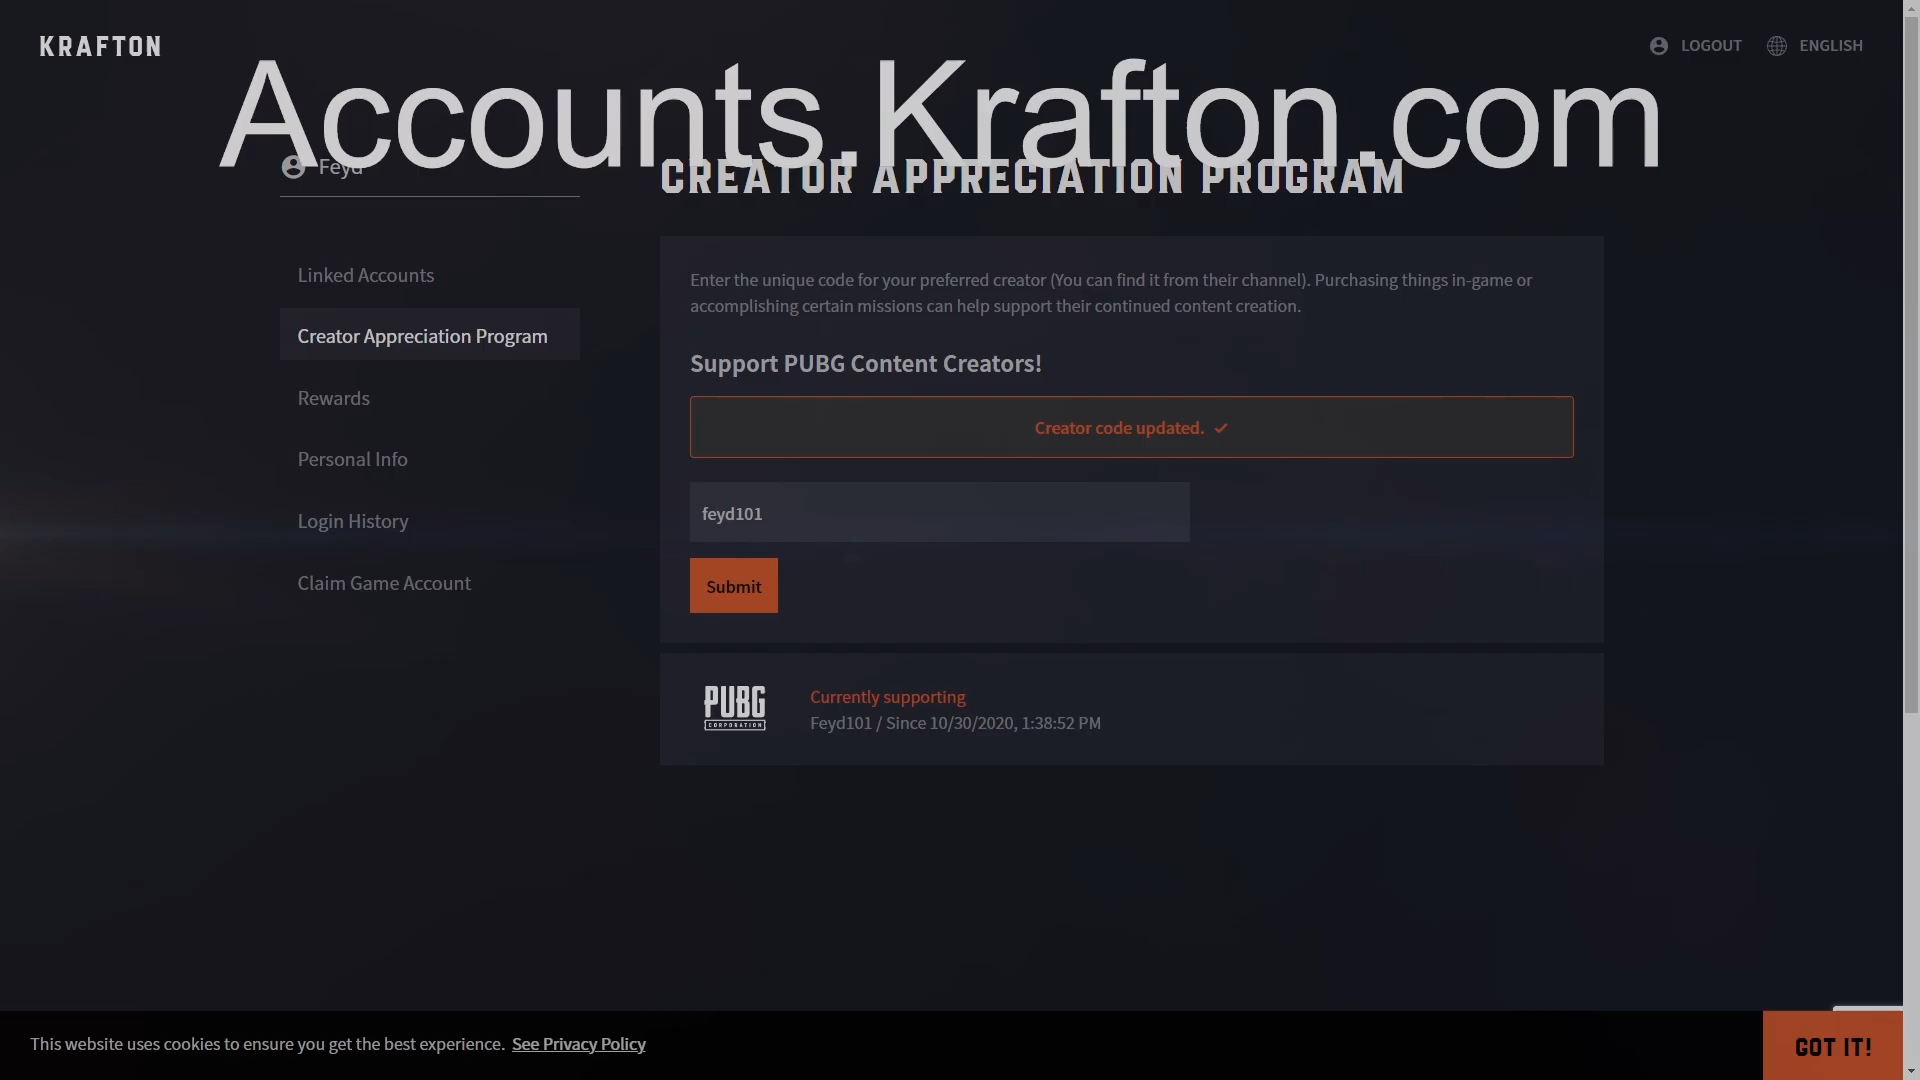 KRAFTON
LOGOUT
ENGLISH
Accounts.Krafton.com
Feyd
CREATOR APPRECIATION PROGRAM
Linked Accounts
Creator Appreciation Program
Rewards
Personal Info
Login History
Claim Game Account
Enter the unique code for your preferred creator (You can find it from their channel). Purchasing things in-game or
accomplishing certain missions can help support their continued content creation.
Support PUBG Content Creators!
Creator code updated.
feyd101
Submit
PUBG
CORPORATION
Currently supporting
Feyd101 / Since 10/30/2020, 1:38:52 PM
This website uses cookies to ensure you get the best experience. See Privacy Policy
GOT IT!